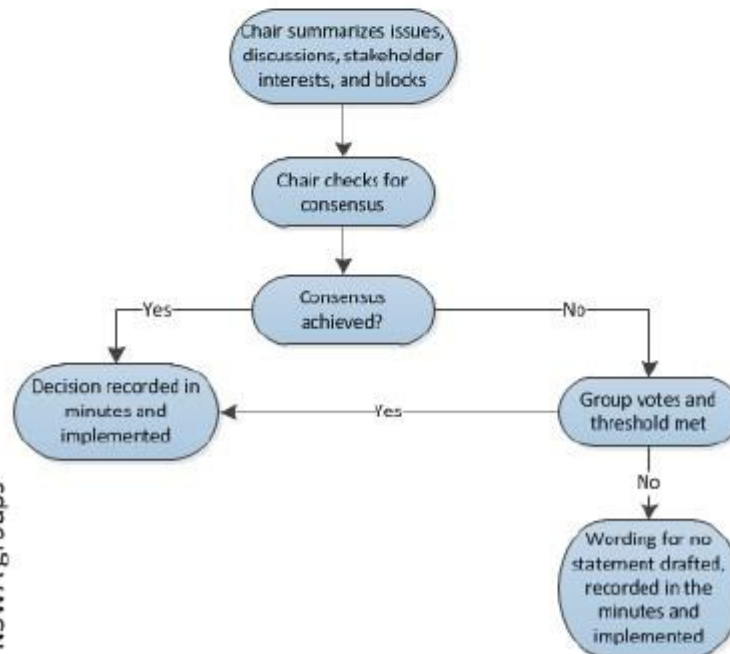 Chair summarizes issues,
discussions, stakeholder
interests, and blocks
Chair checks for
consensus
Consensus
achieved?
Yes
No
Decision recorded in
minutes and
implemented
Yes
Group votes and
threshold met
No
Wording for no
statement drafted,
recorded in the
minutes and
implemented
groups